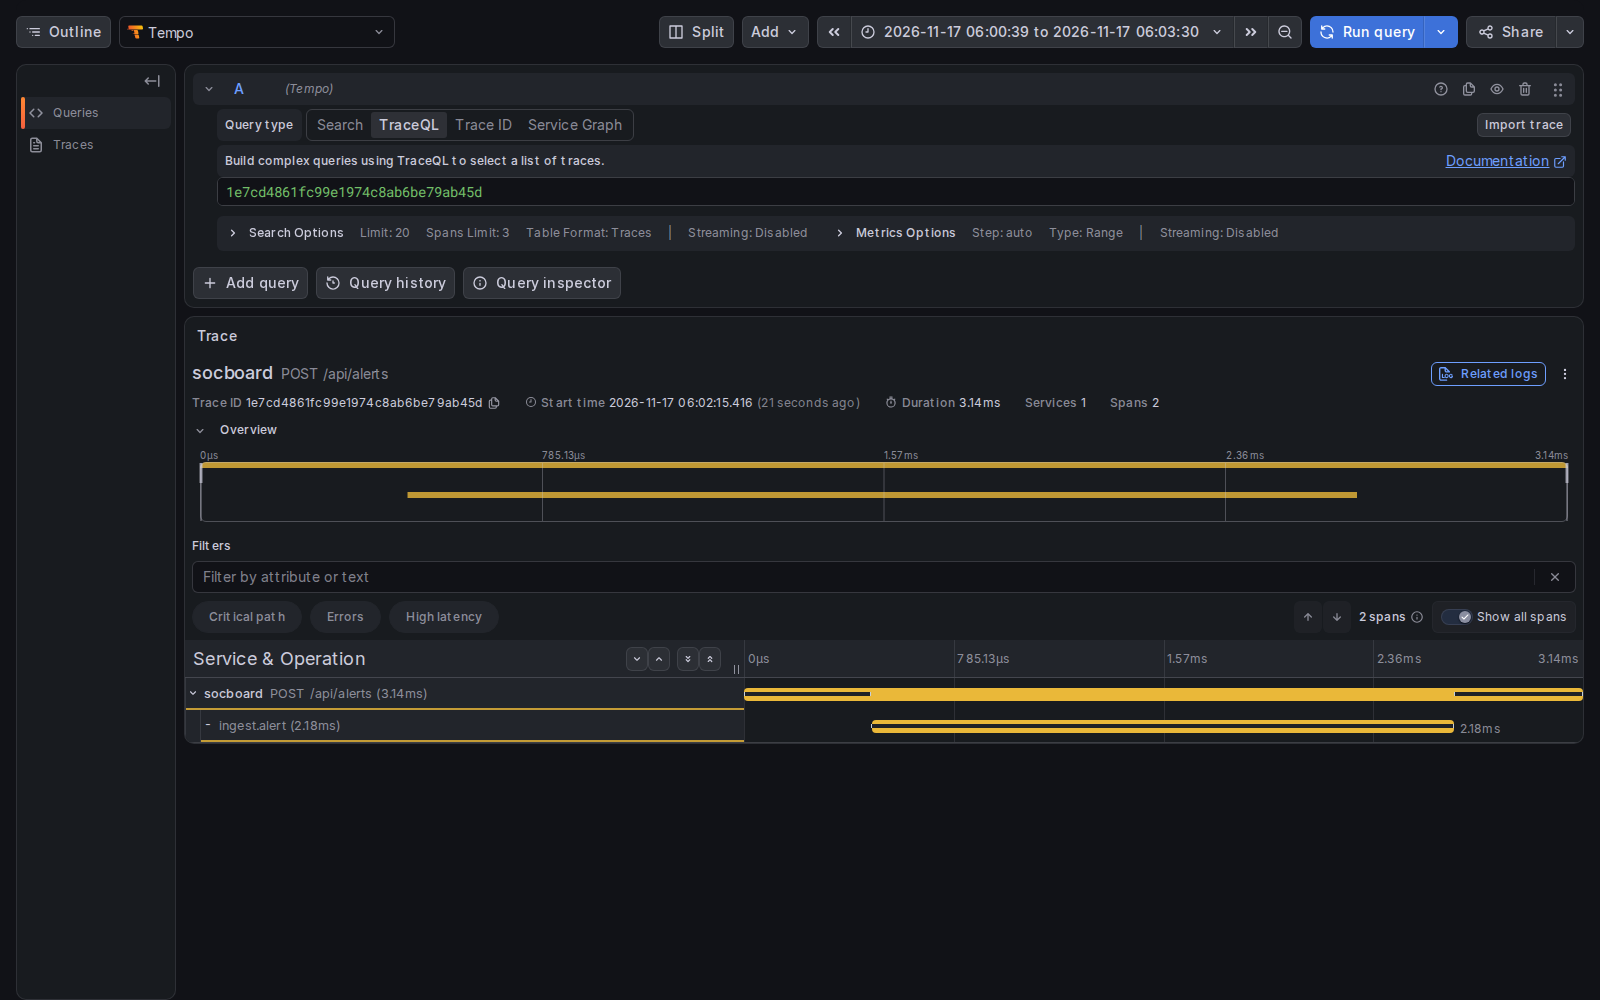 Outline
Tempo
Split
Add
2026-11-17 06:00:39 to 2026-11-17 06:03:30
Run query
Share
Queries
Traces
A
(Tempo)
Query type
Search
TraceQL
Trace ID
Service Graph
Import trace
Build complex queries using TraceQL to select a list of traces.
Documentation
1e7cd4861fc99e1974c8ab6be79ab45d
Search Options Limit: 20 Spans Limit: 3 Table Format: Traces | Streaming: Disabled
Metrics Options Step: auto Type: Range | Streaming: Disabled
Add query
Query history
Query inspector
Trace
socboard POST /api/alerts
Related logs
Trace ID 1e7cd4861fc99e1974c8ab6be79ab45d
Start time 2026-11-17 06:02:15.416 (21 seconds ago)
Duration 3.14ms
Services 1
Spans 2
Overview
0μs
785.13μs
1.57ms
2.36ms
3.14ms
Filters
Filter by attribute or text
Critical path
Errors
High latency
2 spans
Show all spans
Service & Operation
0μs
785.13μs
1.57ms
2.36ms
3.14ms
socboard POST /api/alerts (3.14ms)
- ingest.alert (2.18ms)
2.18ms